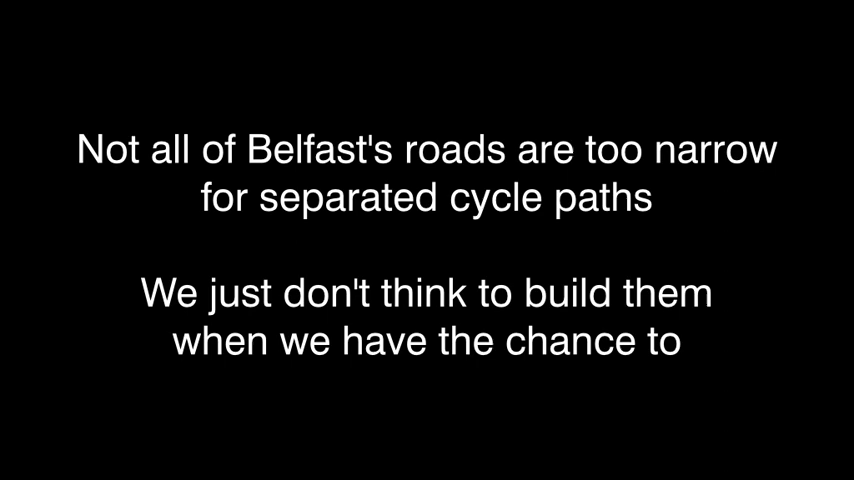 Not all of Belfast's roads are too narrow
for separated cycle paths
We just don't think to build them
when we have the chance to